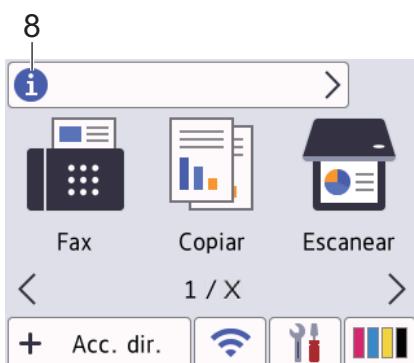 8
i
Fax Copiar Escanear
1 / X
+ Acc. dir.